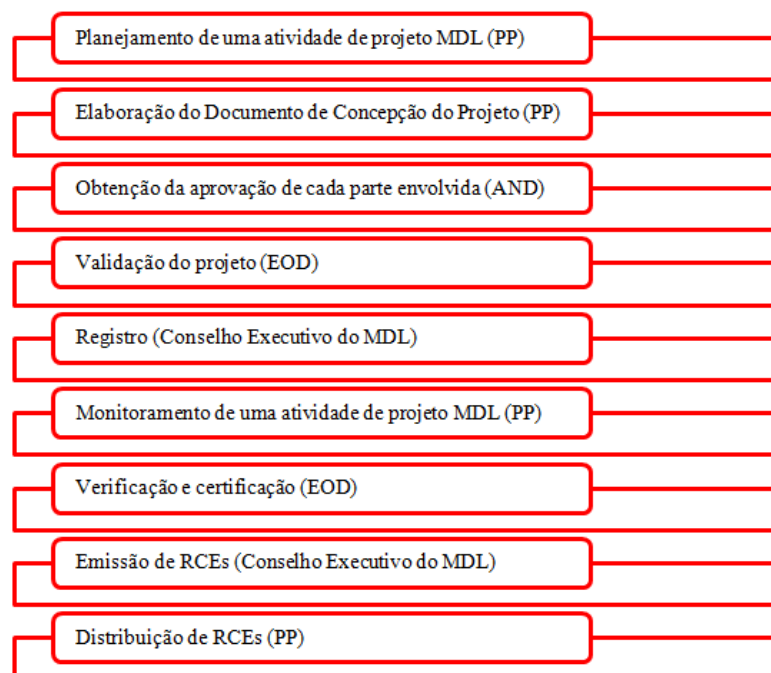 Planejamento de uma atividade de projeto MDL (PP)
Elaboração do Documento de Concepção do Projeto (PP)
Obtenção da aprovação de cada parte envolvida (AND)
Validação do projeto (EOD)
Registro (Conselho Executivo do MDL)
Monitoramento de uma atividade de projeto MDL (PP)
Verificação e certificação (EOD)
Emissão de RCEs (Conselho Executivo do MDL)
Distribuição de RCEs (PP)